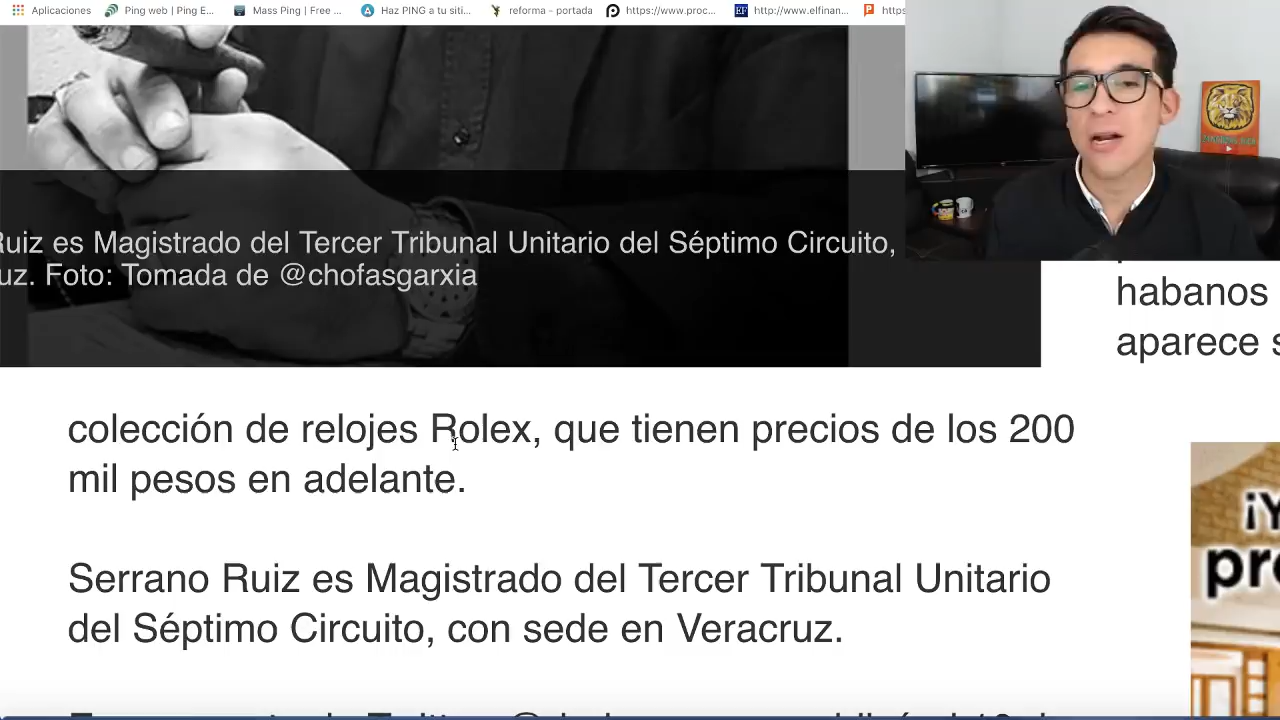 Aplicaciones
Ping web | Ping E...
Mass Ping | Free ...
Haz PING a tu siti...
reforma - portada
https://www.proc...
http://www.elfinan...
https
Ruiz es Magistrado del Tercer Tribunal Unitario del Séptimo Circuito,
uz. Foto: Tomada de @chofasgarxia
habanos
aparece s
colección de relojes Rolex, que tienen precios de los 200
mil pesos en adelante.
Serrano Ruiz es Magistrado del Tercer Tribunal Unitario
del Séptimo Circuito, con sede en Veracruz.
¡Y
pre